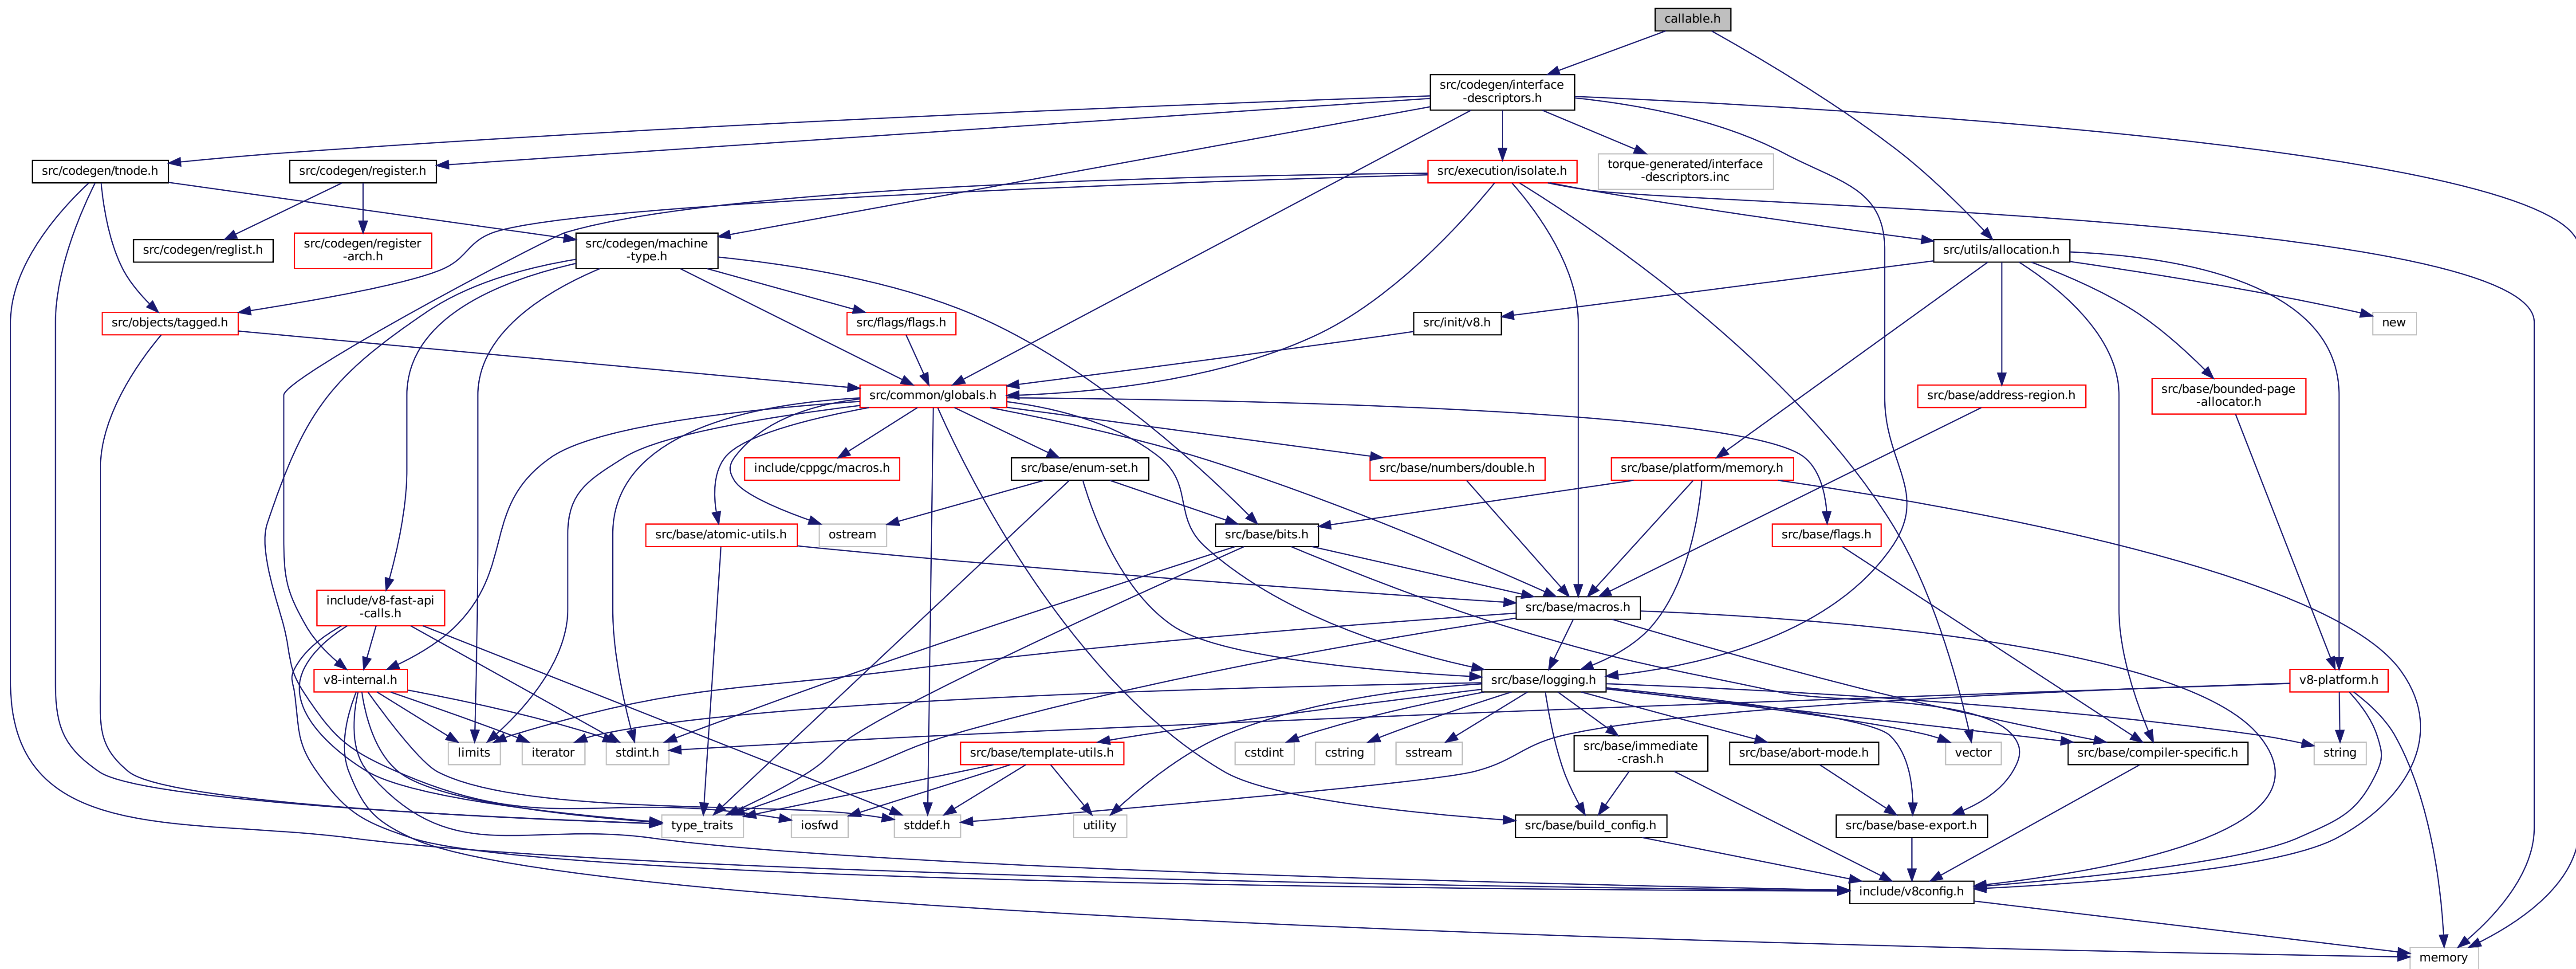 callable.h
src/codegen/interface
-descriptors.h
src/codegen/tnode.h
src/codegen/register.h
src/execution/isolate.h
torque-generated/interface
-descriptors.inc
src/codegen/reglist.h
src/codegen/register
-arch.h
src/codegen/machine
-type.h
src/utils/allocation.h
src/objects/tagged.h
src/flags/flags.h
src/init/v8.h
new
src/common/globals.h
src/base/address-region.h
src/base/bounded-page
-allocator.h
include/cppgc/macros.h
src/base/enum-set.h
src/base/numbers/double.h
src/base/platform/memory.h
src/base/atomic-utils.h
ostream
src/base/bits.h
src/base/flags.h
include/v8-fast-api
-calls.h
src/base/macros.h
v8-internal.h
src/base/logging.h
v8-platform.h
limits
iterator
stdint.h
src/base/template-utils.h
cstdint
cstring
sstream
src/base/immediate
-crash.h
src/base/abort-mode.h
vector
src/base/compiler-specific.h
string
type_traits
iosfwd
stddef.h
utility
src/base/build_config.h
src/base/base-export.h
include/v8config.h
memory